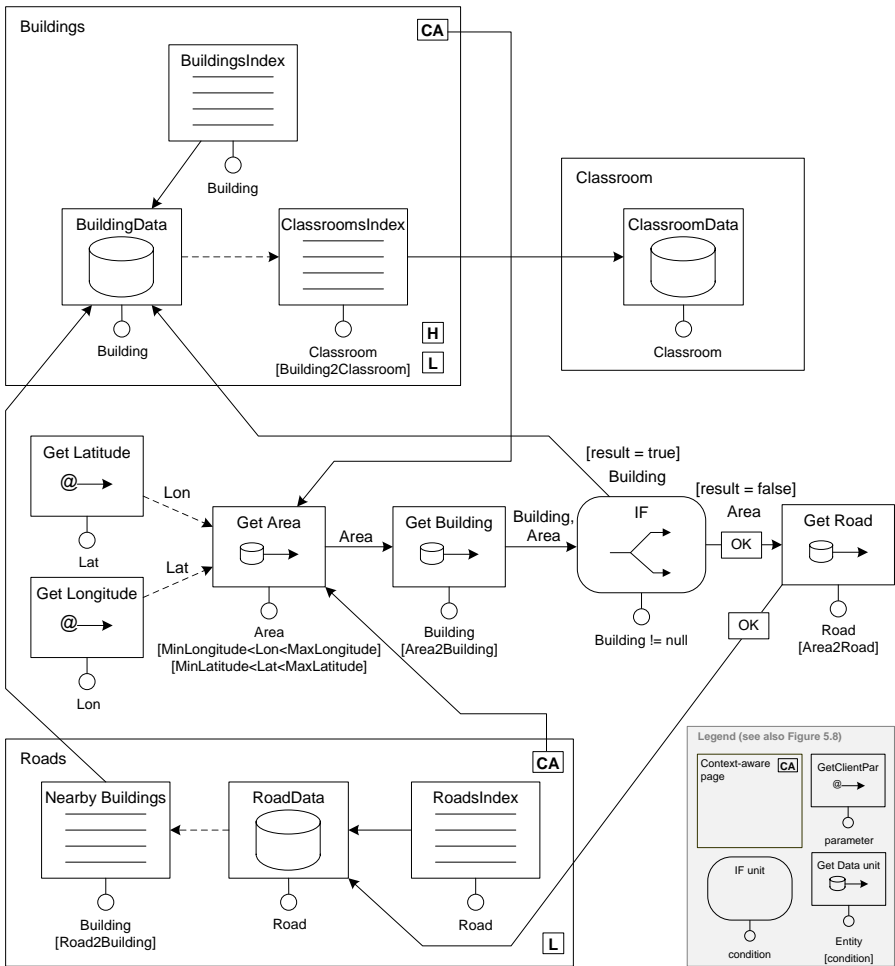 Buildings
CA
BuildingsIndex
Building
BuildingData
ClassroomsIndex
Building
Classroom
[Building2Classroom]
H
L
Classroom
ClassroomData
Classroom
Get Latitude
@
Lat
Lon
Get Longitude
@
Lon
Lat
Get Area
Area
[MinLongitude<Lon<MaxLongitude]
[MinLatitude<Lat<MaxLatitude]
Area
Get Building
Building
[Area2Building]
Building,
Area
[result = true]
Building
IF
Building != null
[result = false]
Area
OK
Get Road
Road
[Area2Road]
OK
Roads
CA
Nearby Buildings
RoadData
RoadsIndex
Building
[Road2Building]
Road
Road
L
Legend (see also Figure 5.8)
Context-aware
page
CA
GetClientPar
@
parameter
IF unit
condition
Get Data unit
Entity
[condition]